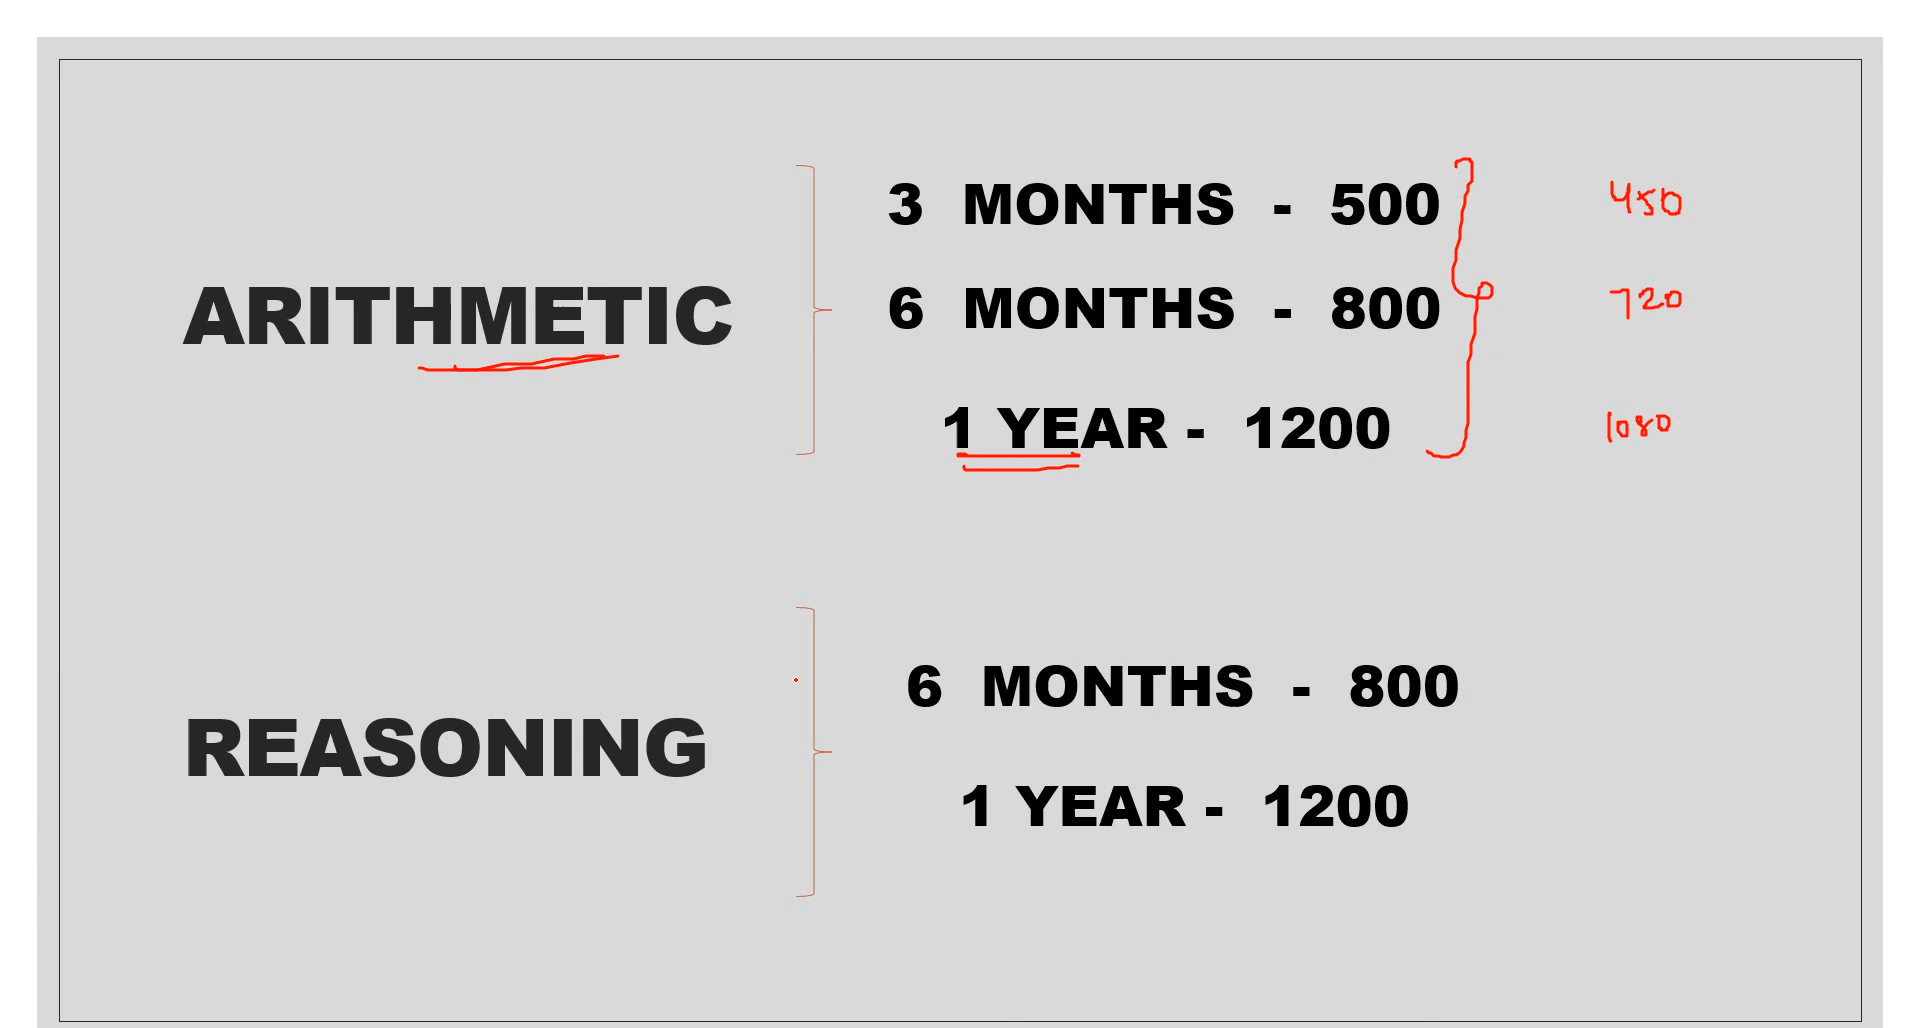 ARITHMETIC
3 MONTHS - 500 450
6 MONTHS - 800 720
1 YEAR - 1200 1080
REASONING
6 MONTHS - 800
1 YEAR - 1200